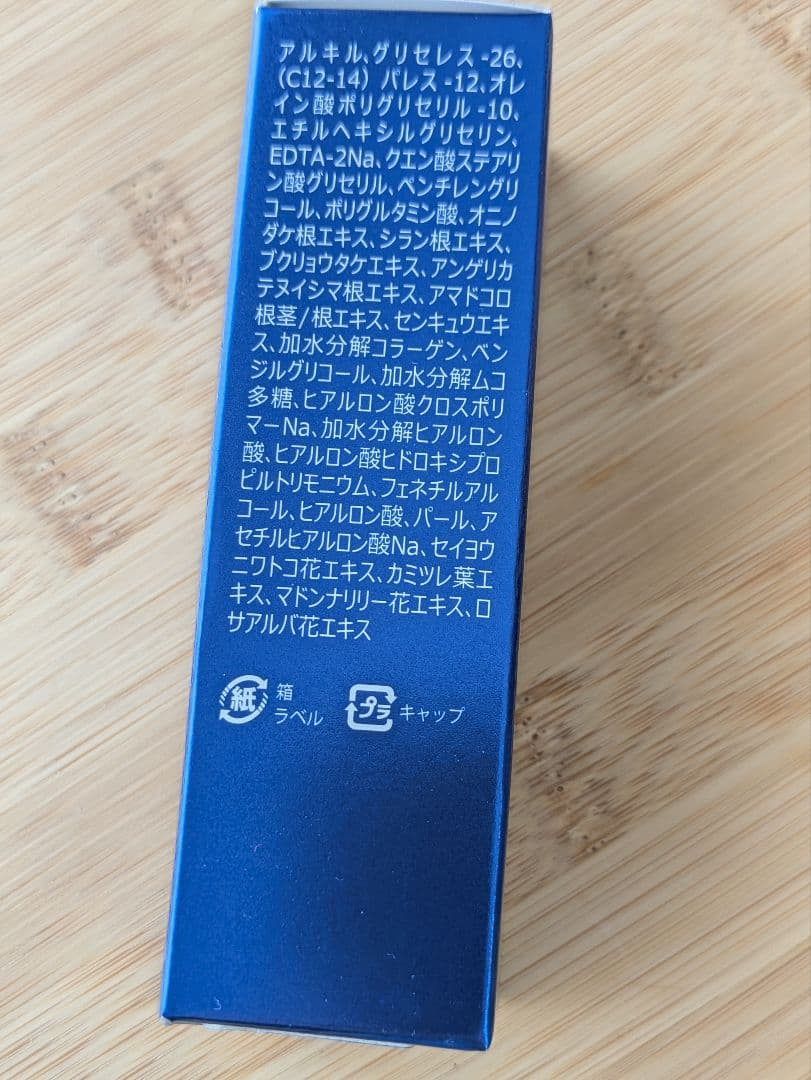 アルキル、グリセレス-26、
(C12-14) パレス-12、オレ
イン酸ポリグリセリル-10、
エチルヘキシルグリセリン、
EDTA-2Na、クエン酸ステアリ
ン酸グリセリル、ペンチレングリ
コール、ポリグルタミン酸、オニノ
ダケ根エキス、シラン根エキス、
ブクリョウタケエキス、アンゲリカ
テヌイシマ根エキス、アマドコロ
根茎/根エキス、センキュウエキ
ス、加水分解コラーゲン、ベン
ジルグリコール、加水分解ムコ
多糖、ヒアルロン酸クロスポリ
マーNa、加水分解ヒアルロン
酸、ヒアルロン酸ヒドロキシプロ
ピルトリモニウム、フェネチルアル
コール、ヒアルロン酸、パール、ア
セチルヒアルロン酸Na、セイヨウ
ニワトコ花エキス、カミツレ葉エ
キス、マドンナリリー花エキス、ロ
サアルバ花エキス
紙 箱
ラベル
プラ キャップ